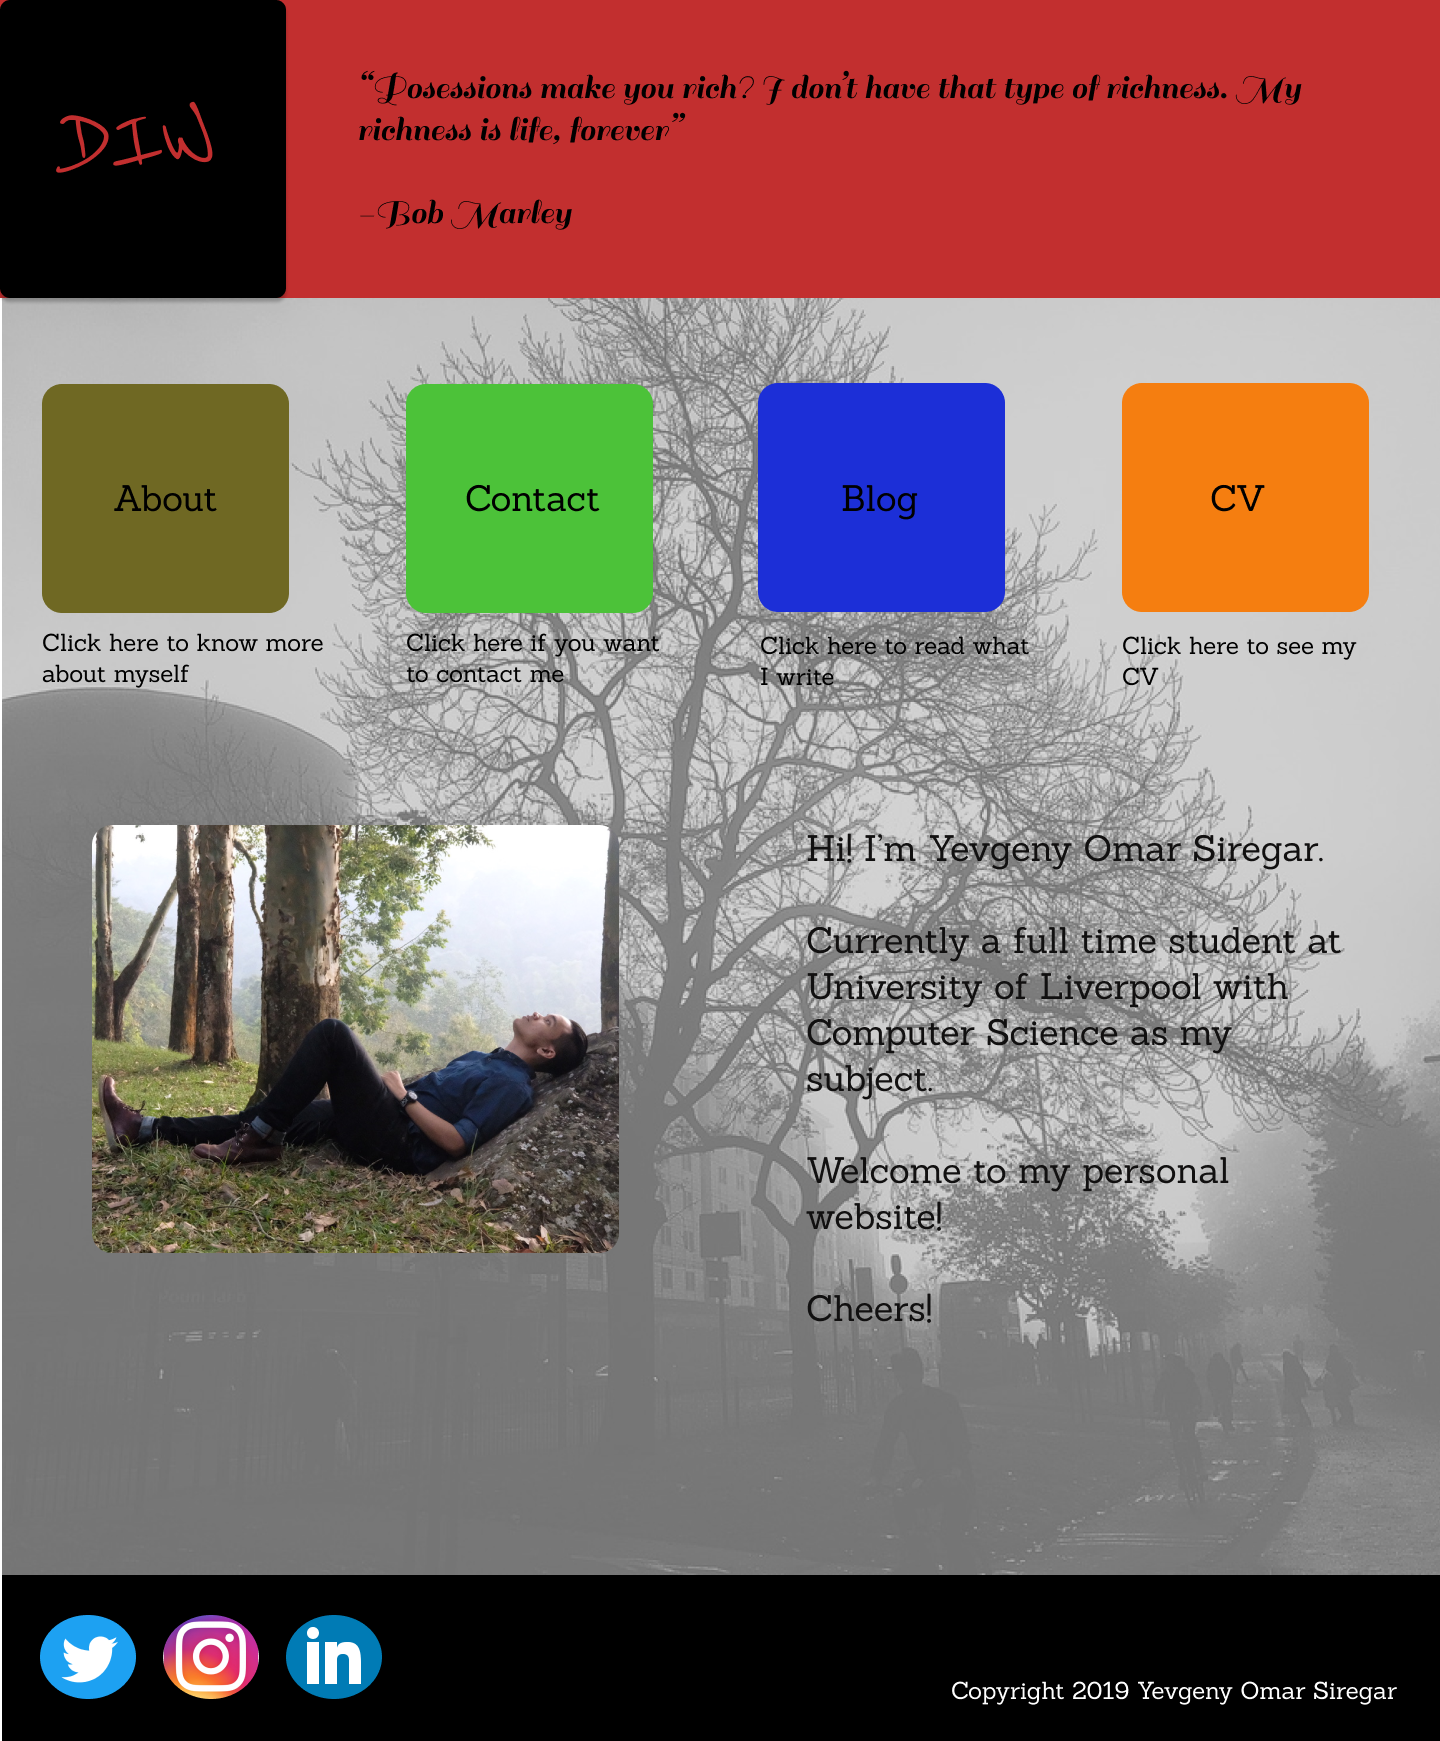 DIW
“Posessions make you rich? I don’t have that type of richness. My
richness is life, forever”
–Bob Marley
About
Contact
Blog
CV
Click here to know more
about myself
Click here if you want
to contact me
Click here to read what
I write
Click here to see my
CV
Hi! I’m Yevgeny Omar Siregar.
Currently a full time student at
University of Liverpool with
Computer Science as my
subject.
Welcome to my personal
website!
Cheers!
in
Copyright 2019 Yevgeny Omar Siregar